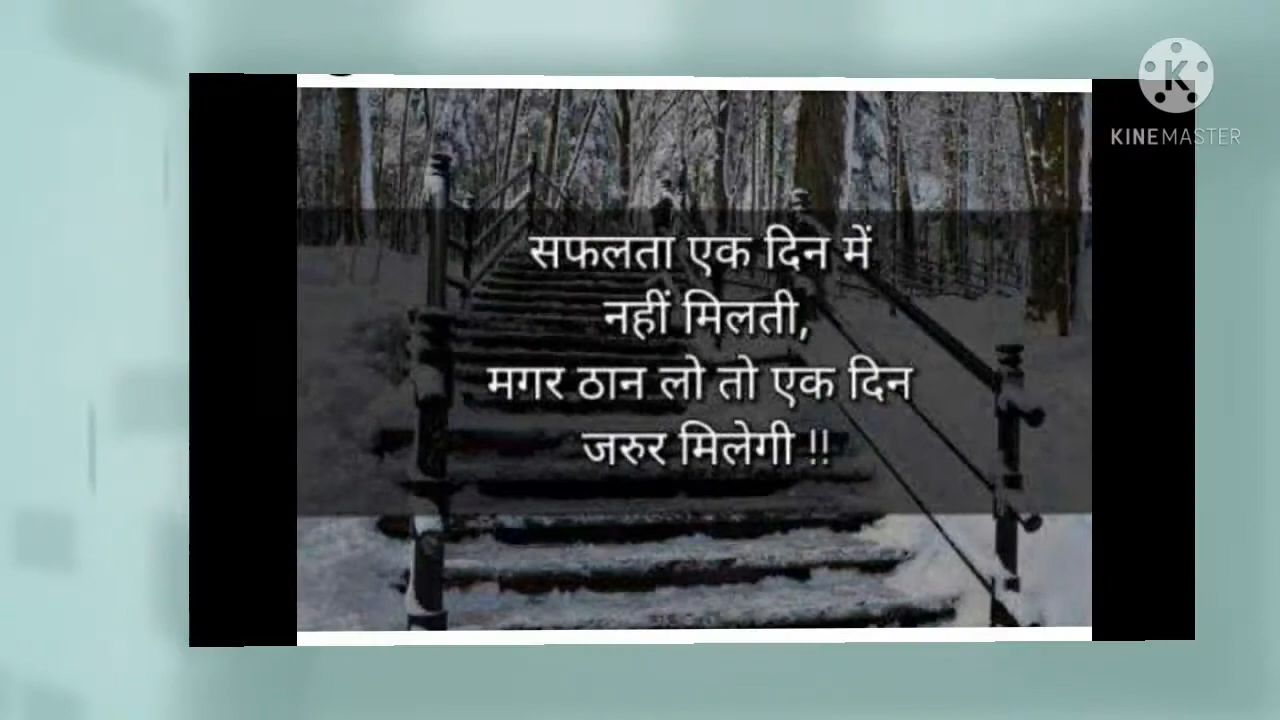 KINEMASTER
सफलता एक दिन में
नहीं मिलती,
मगर ठान लो तो एक दिन
जरुर मिलेगी !!